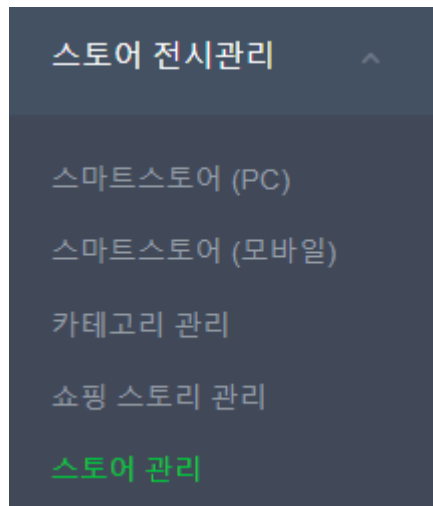 스토어 전시관리
스마트스토어 (PC)
스마트스토어 (모바일)
카테고리 관리
쇼핑 스토리 관리
스토어 관리